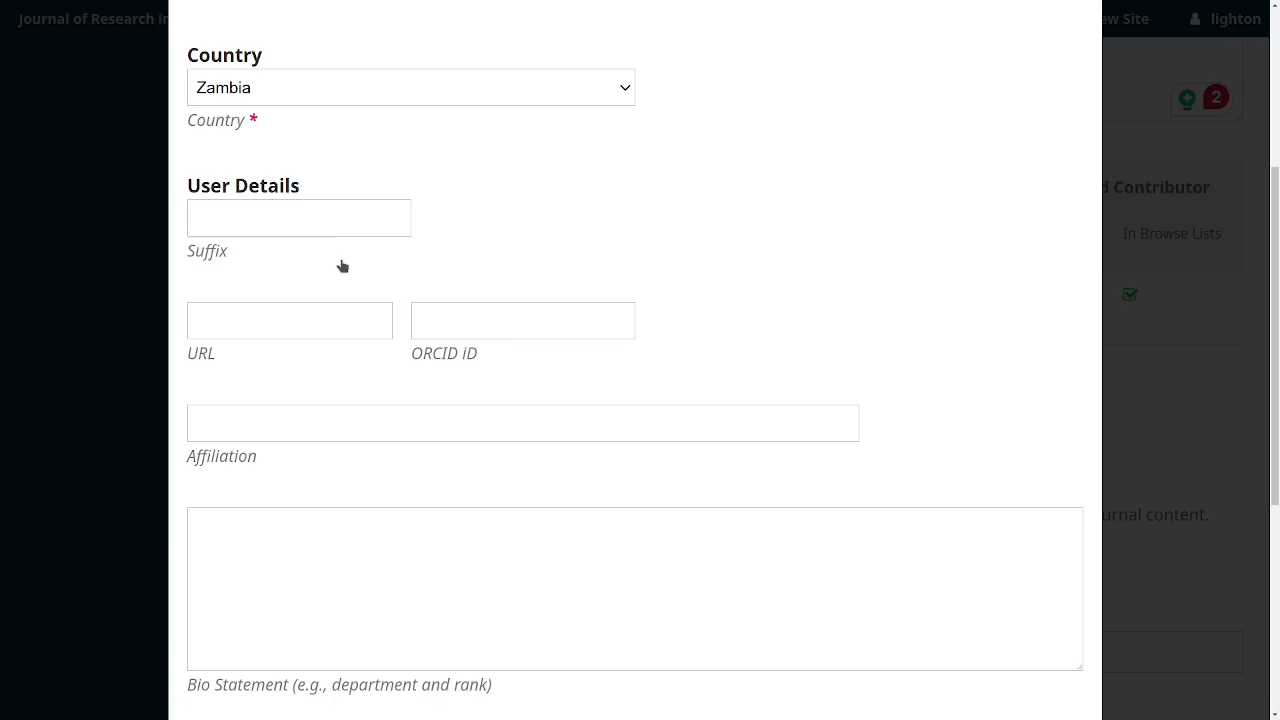 Journal of Research in
ew Site
lighton
Country
Zambia
Country *
2
User Details
d Contributor
Suffix
In Browse Lists
URL
ORCID iD
Affiliation
urnal content.
Bio Statement (e.g., department and rank)